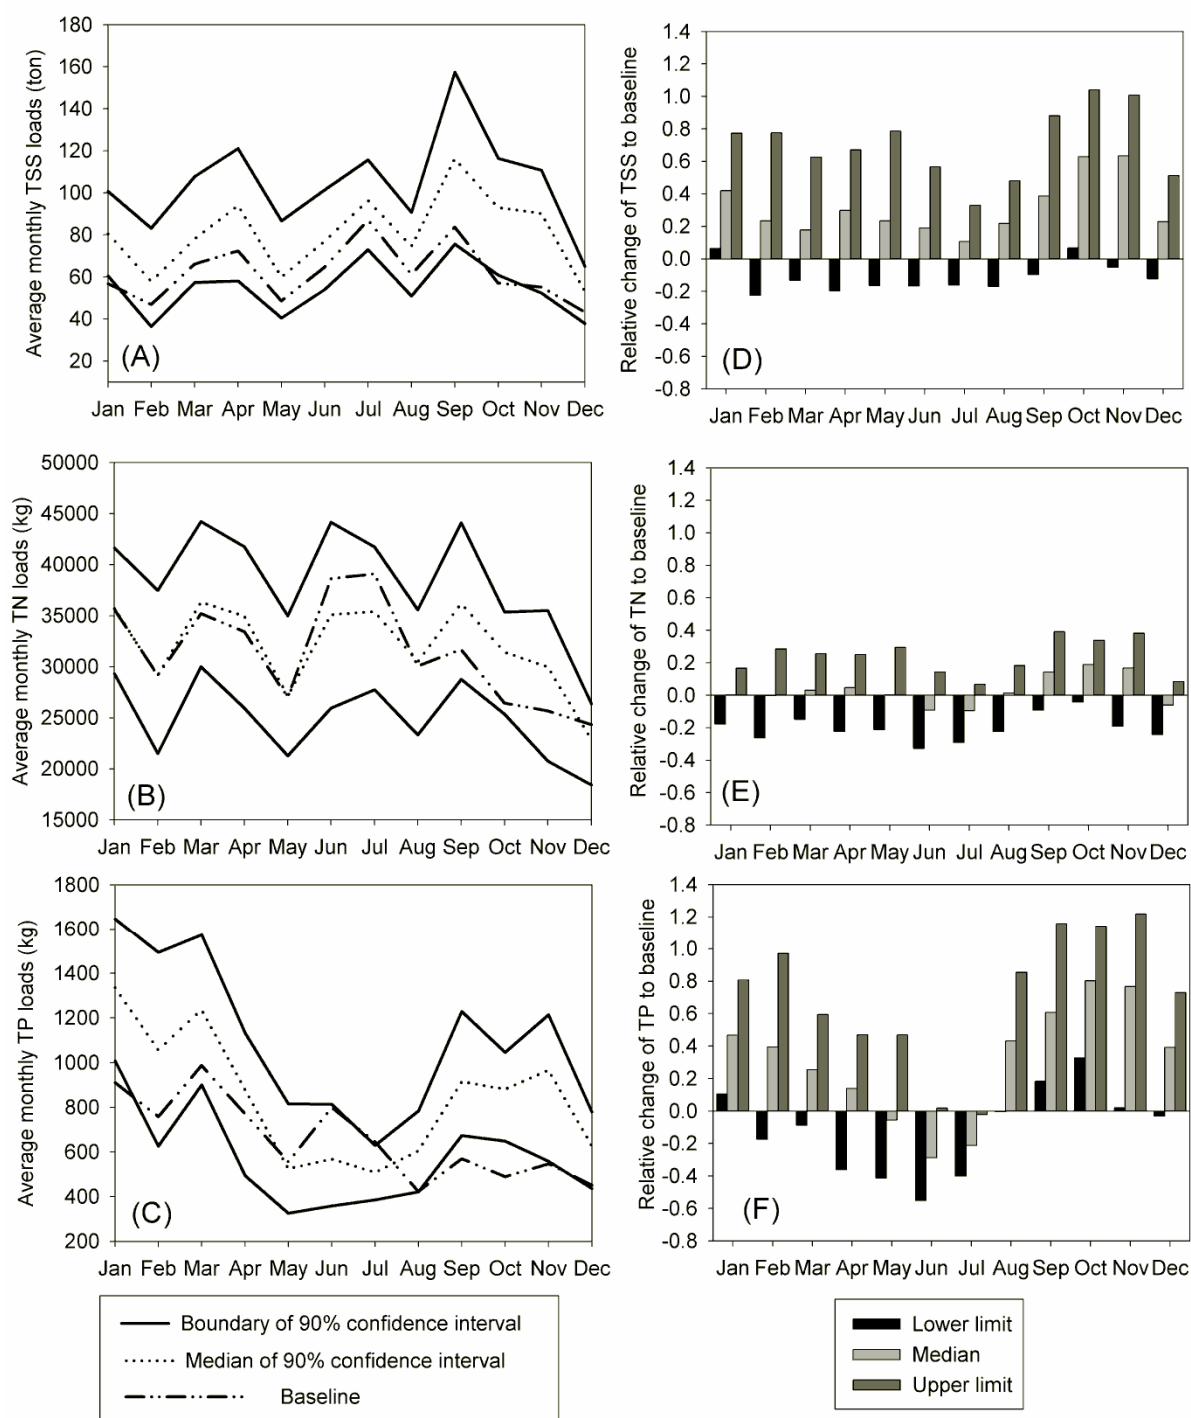 Average monthly TSS loads (ton)
180
160
140
120
100
80
60
40
20
(A)
Jan Feb Mar Apr May Jun Jul Aug Sep Oct Nov Dec
Relative change of TSS to baseline
1.4
1.2
1.0
0.8
0.6
0.4
0.2
0.0
-0.2
-0.4
-0.6
-0.8
(D)
Jan Feb Mar Apr May Jun Jul Aug Sep Oct Nov Dec
Average monthly TN loads (kg)
50000
45000
40000
35000
30000
25000
20000
15000
(B)
Jan Feb Mar Apr May Jun Jul Aug Sep Oct Nov Dec
Relative change of TN to baseline
1.4
1.2
1.0
0.8
0.6
0.4
0.2
0.0
-0.2
-0.4
-0.6
-0.8
(E)
Jan Feb Mar Apr May Jun Jul Aug Sep Oct Nov Dec
Average monthly TP loads (kg)
1800
1600
1400
1200
1000
800
600
400
200
(C)
Jan Feb Mar Apr May Jun Jul Aug Sep Oct Nov Dec
Relative change of TP to baseline
1.4
1.2
1.0
0.8
0.6
0.4
0.2
0.0
-0.2
-0.4
-0.6
-0.8
(F)
Jan Feb Mar Apr May Jun Jul Aug Sep Oct Nov Dec
Boundary of 90% confidence interval
Median of 90% confidence interval
Baseline
Lower limit
Median
Upper limit